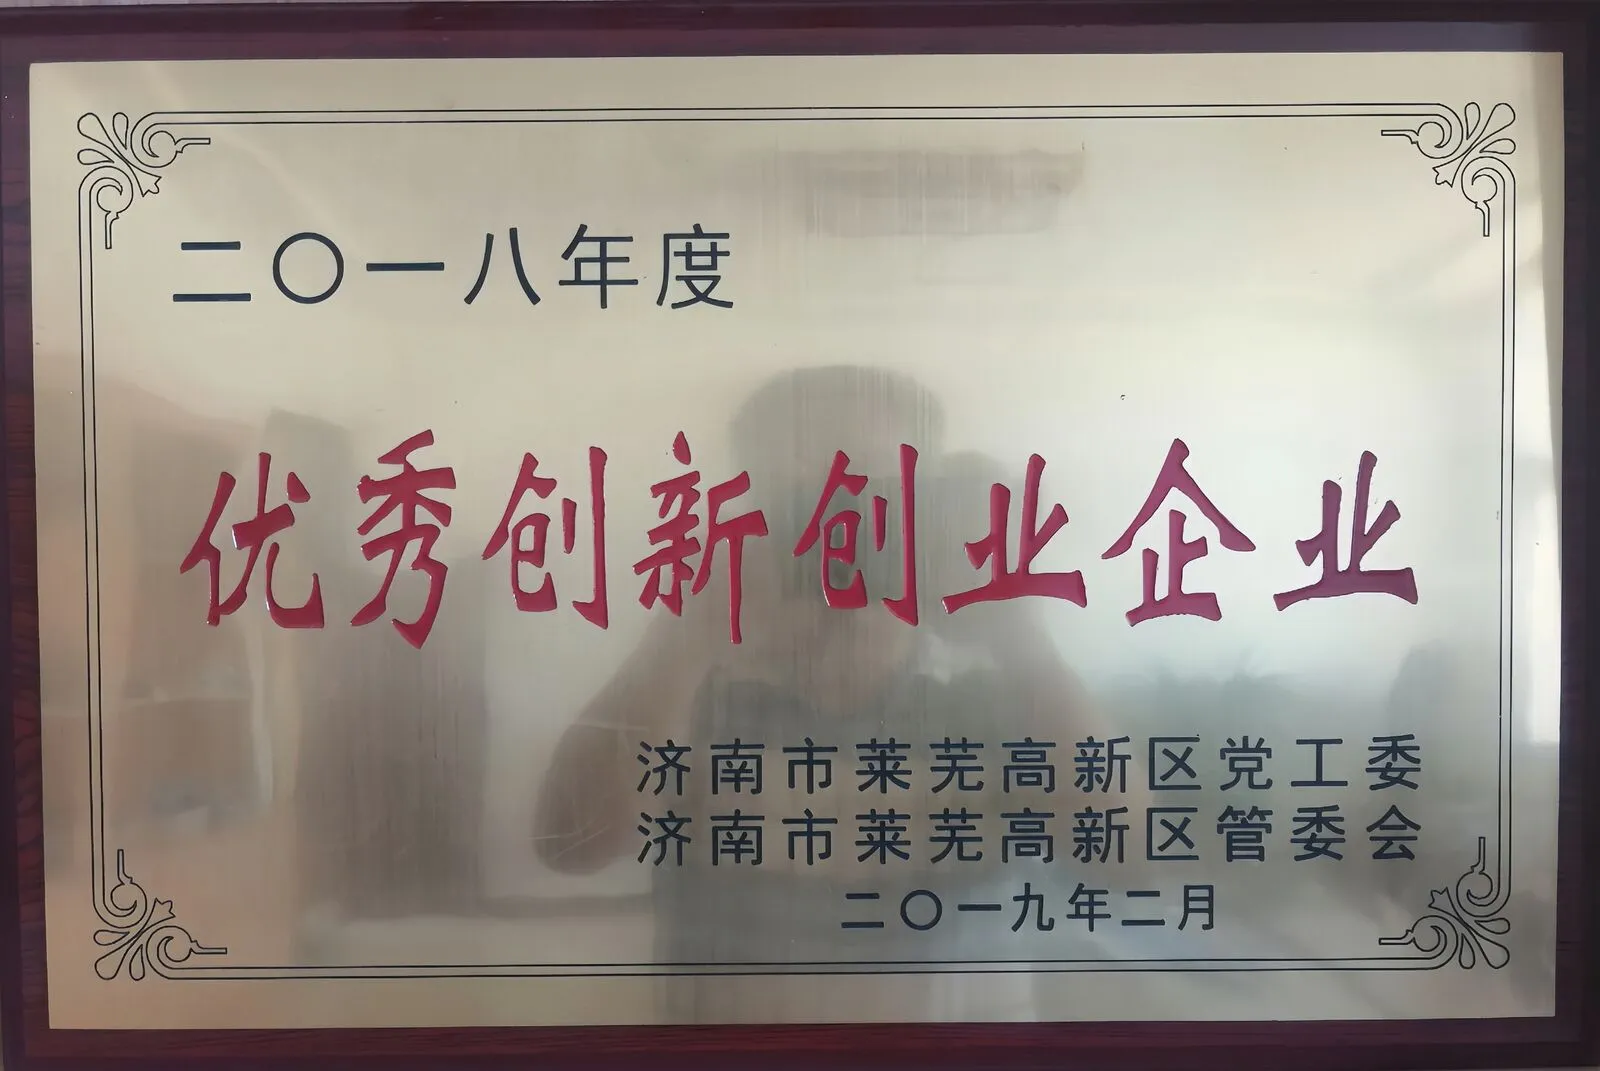 二〇一八年度
优秀创新创业企业
济南市莱芜高新区党工委
济南市莱芜高新区管委会
二〇一九年二月